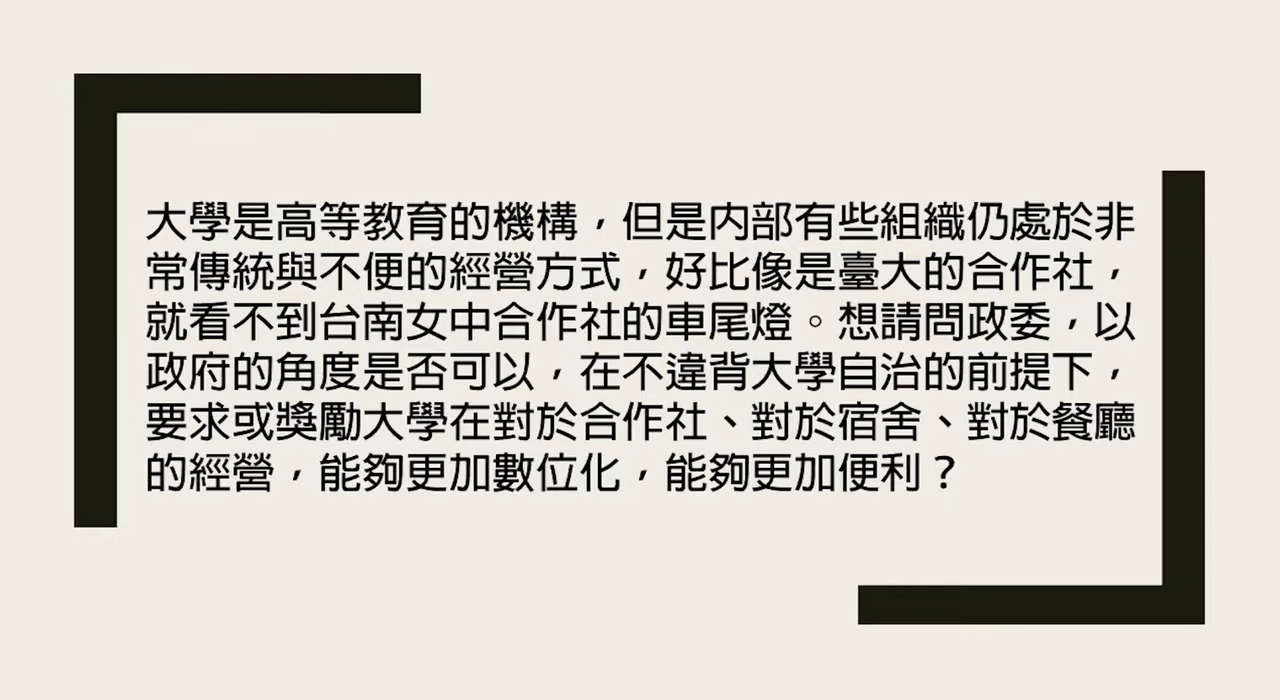 大學是高等教育的機構，但是內部有些組織仍處於非
常傳統與不便的經營方式，好比像是臺大的合作社，
就看不到台南女中合作社的車尾燈。想請問政委，以
政府的角度是否可以，在不違背大學自治的前提下，
要求或獎勵大學在對於合作社、對於宿舍、對於餐廳
的經營，能夠更加數位化，能夠更加便利？